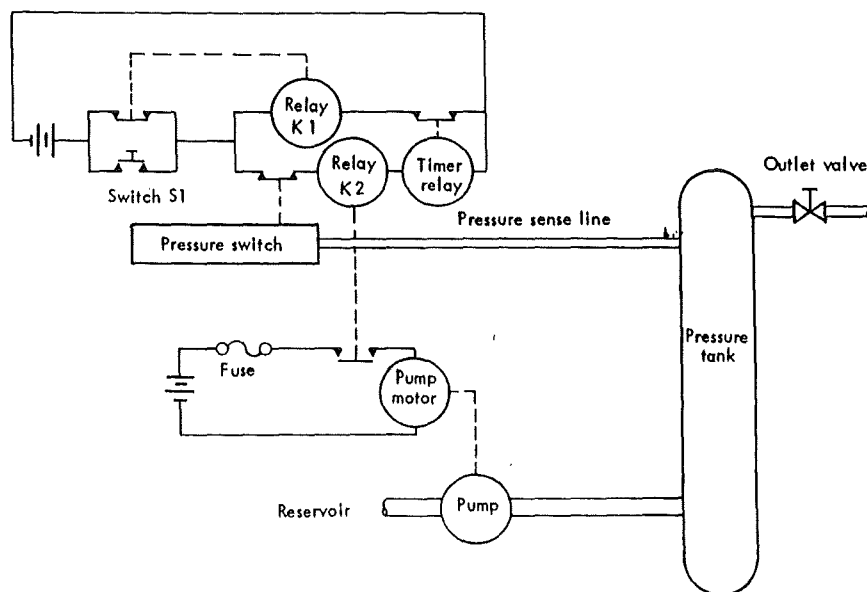 Relay
K1
Relay
K2
Timer
relay
Switch S1
Outlet valve
Pressure switch
Pressure sense line
Pressure
tank
Fuse
Pump
motor
Reservoir
Pump